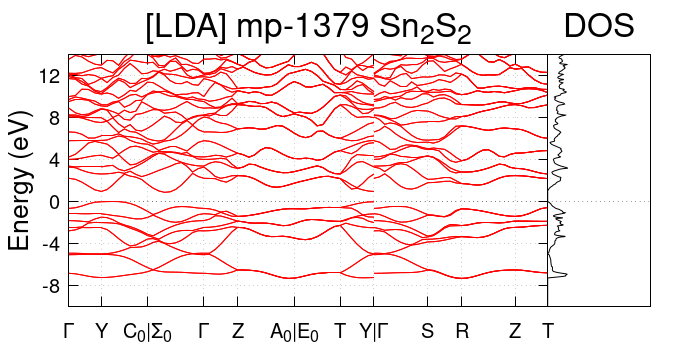 [LDA] mp-1379 Sn₂S₂ DOS
Energy (eV)
12
8
4
0
-4
-8
Γ Y C₀|Σ₀ Γ Z A₀|E₀ T Y|Γ S R Z T